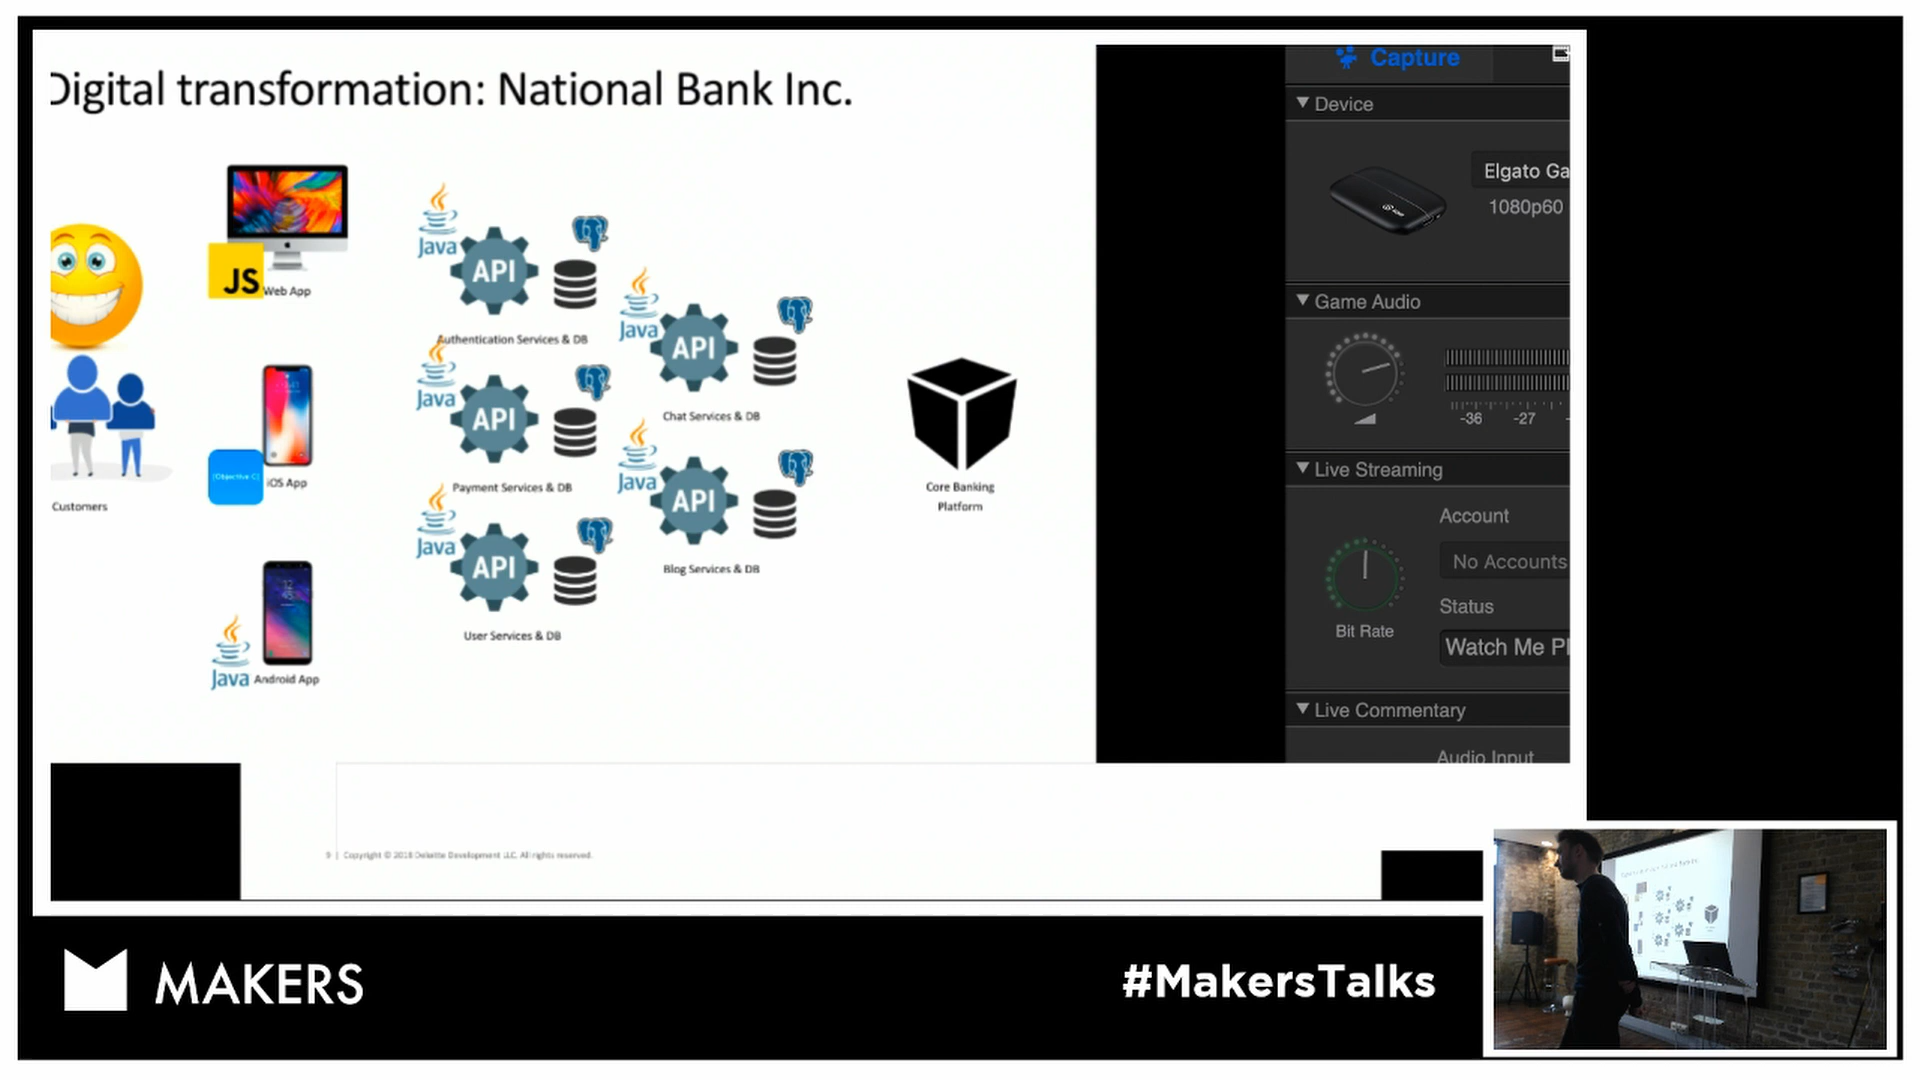 Digital transformation: National Bank Inc.
JS
Web App
Customers
[Objective C]
iOS App
Java
Android App
Java
API
Authentication Services & DB
Java
API
Chat Services & DB
Java
API
Payment Services & DB
Java
API
Blog Services & DB
Java
API
User Services & DB
Core Banking
Platform
9 | Copyright © 2018 Deloitte Development LLC. All rights reserved.
Capture
Device
Elgato Ga
1080p60
Game Audio
-36 -27 -
Live Streaming
Account
No Accounts
Status
Bit Rate
Watch Me Pl
Live Commentary
Audio Input
MAKERS
#MakersTalks